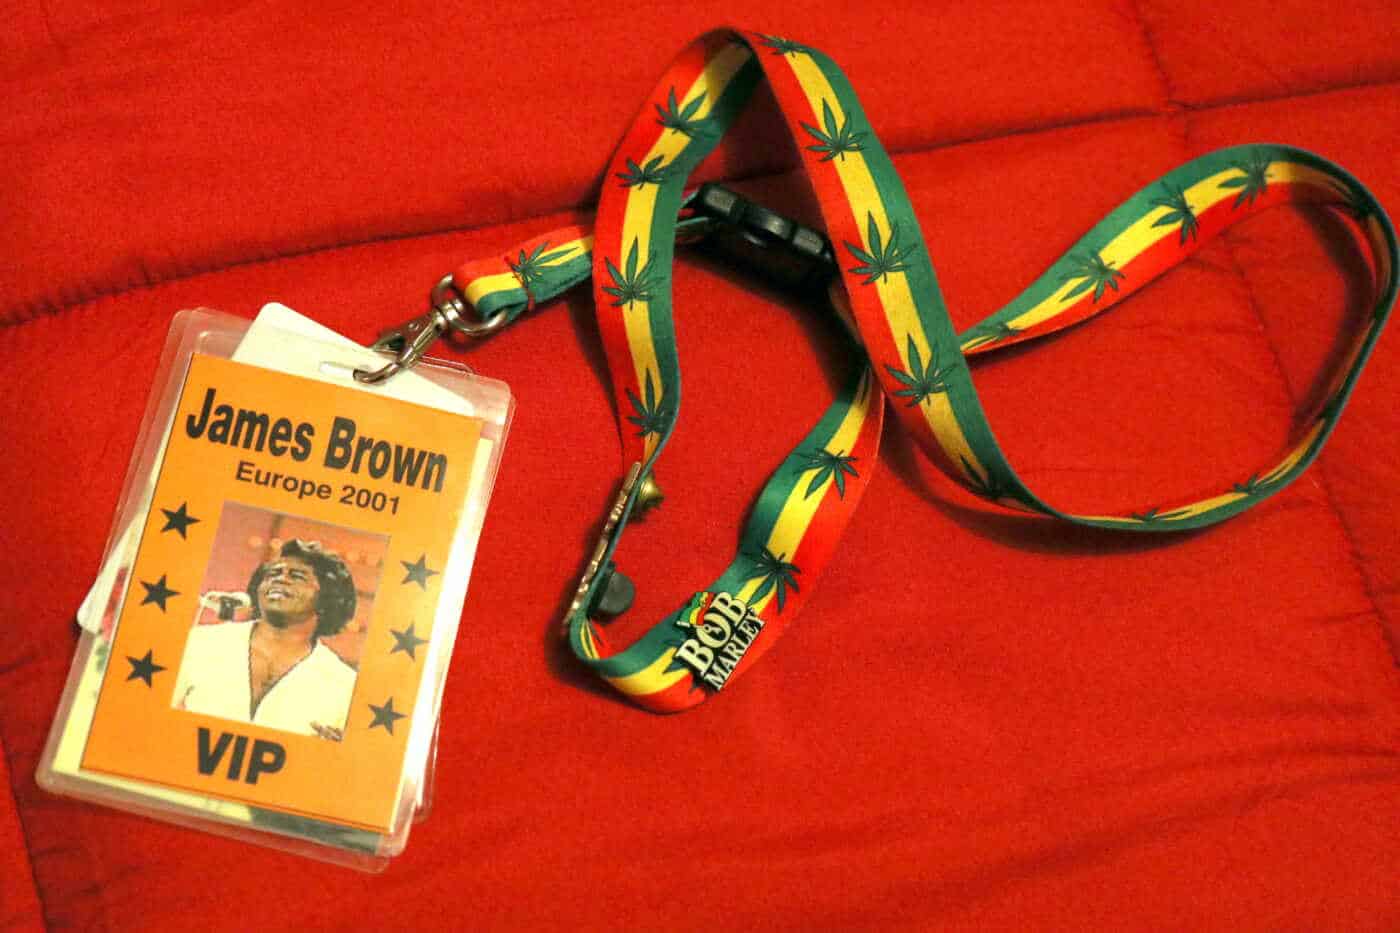 James Brown
Europe 2001
VIP
BOB
MARLEY